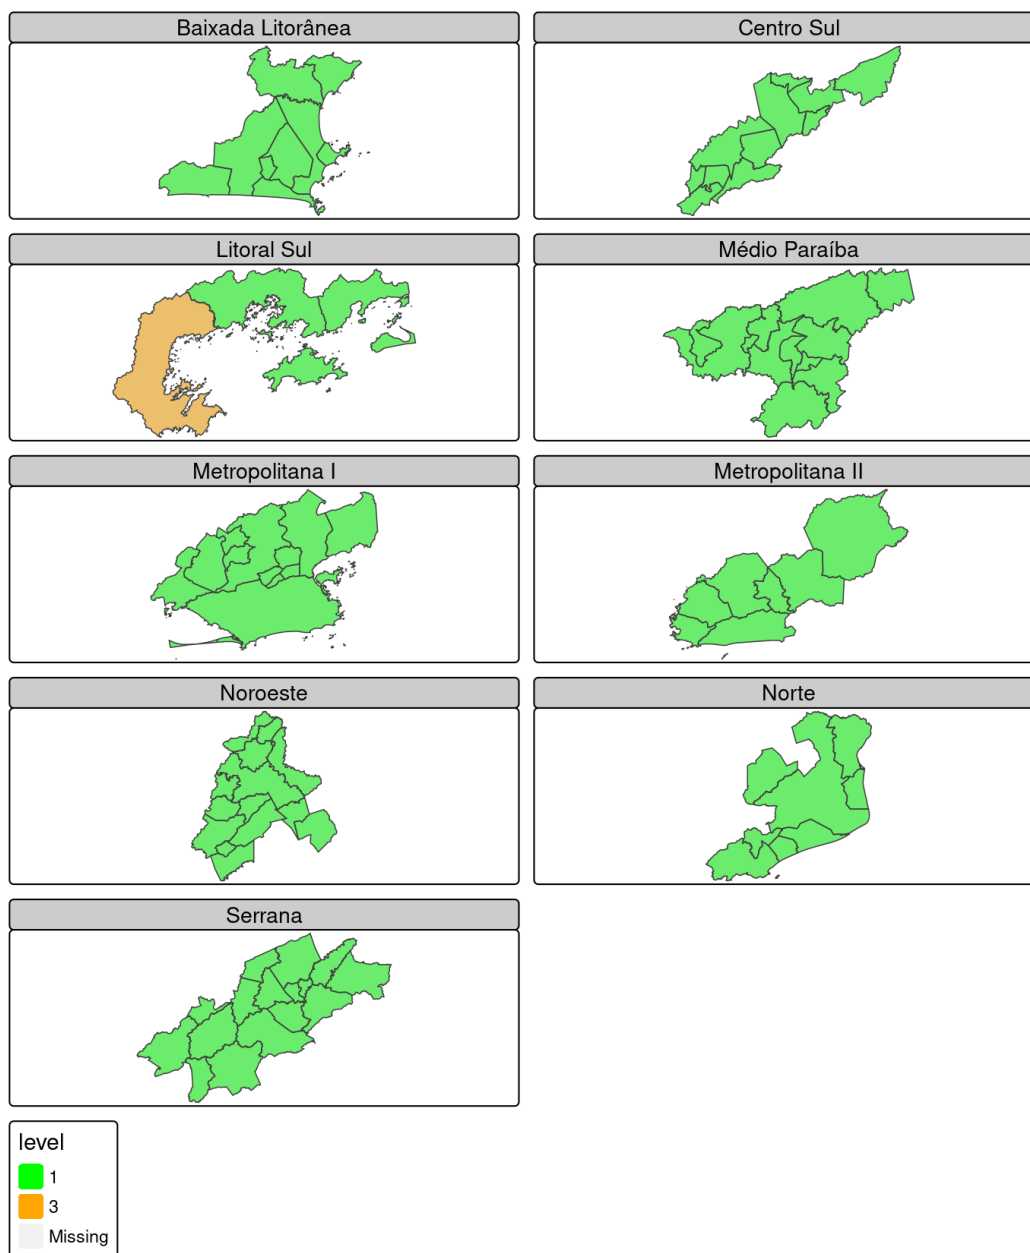 Baixada Litorânea
Centro Sul
Litoral Sul
Médio Paraíba
Metropolitana I
Metropolitana II
Noroeste
Norte
Serrana
level
1
3
Missing